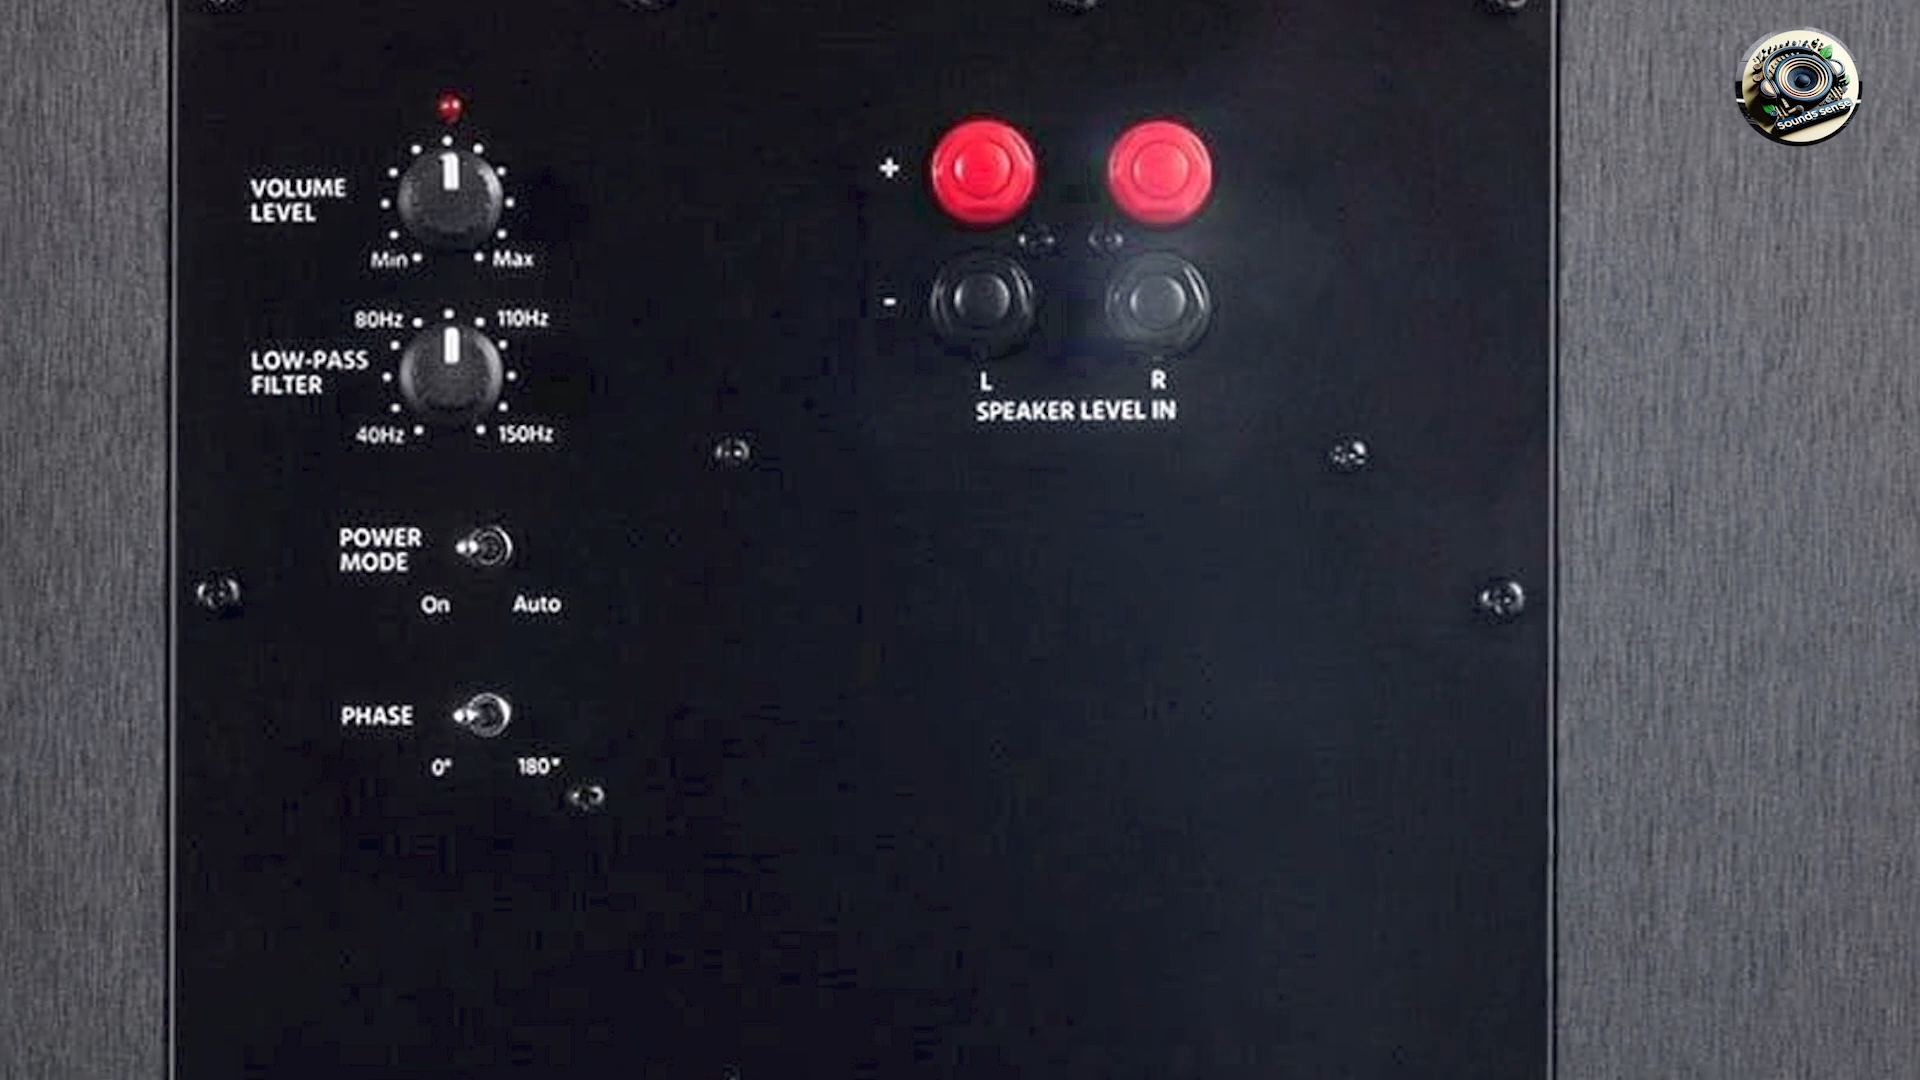 VOLUME
LEVEL
Min
Max
80Hz
110Hz
LOW-PASS
FILTER
40Hz
150Hz
POWER
MODE
On
Auto
PHASE
0°
180°
+
-
L
R
SPEAKER LEVEL IN
sounds sense